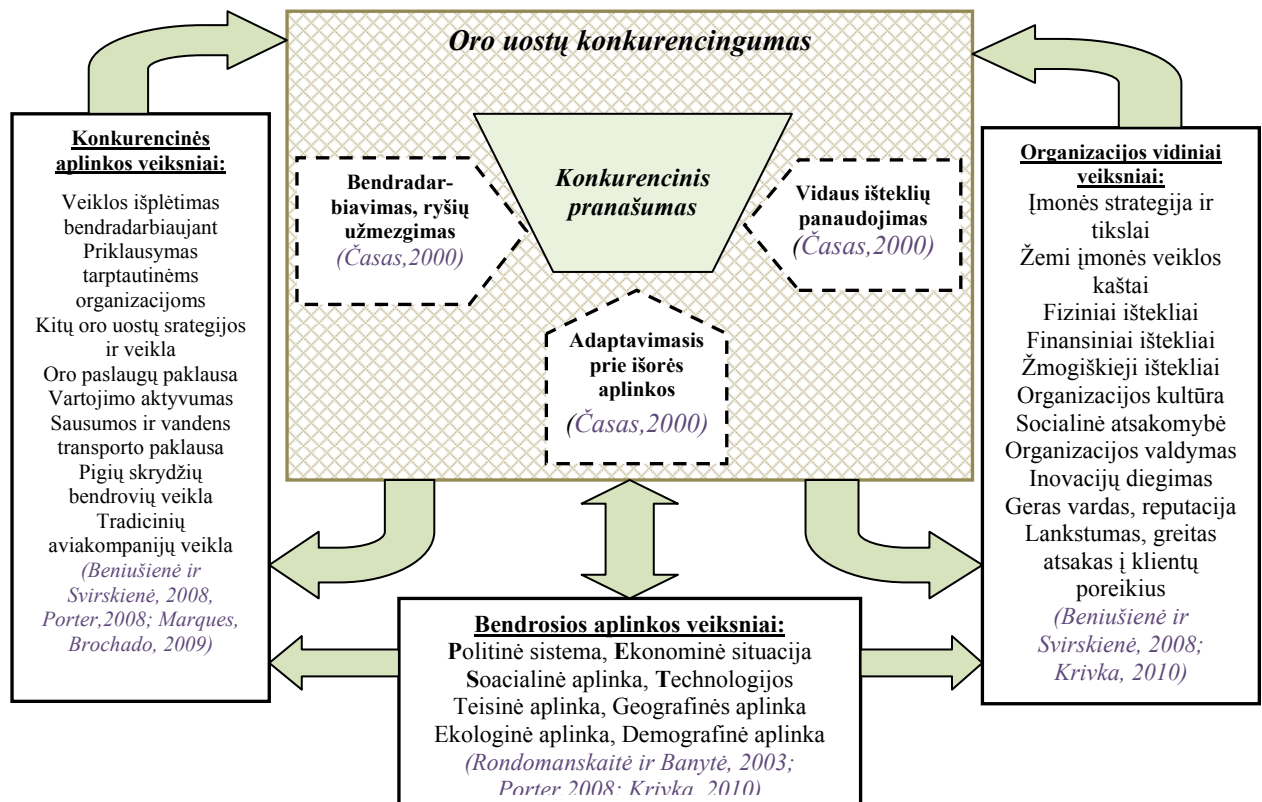 Oro uostų konkurencingumas
Konkurencinės
aplinkos veiksniai:
Veiklos išplėtimas
bendradarbiaujant
Priklausymas
tarptautinėms
organizacijoms
Kitų oro uostų srategijos
ir veikla
Oro paslaugų paklausa
Vartojimo aktyvumas
Sausumos ir vandens
transporto paklausa
Pigių skrydžių
bendrovių veikla
Tradicinių
aviakompanijų veikla
(Beniušienė ir
Svirskienė, 2008,
Porter,2008; Marques,
Brochado, 2009)
Bendradar-
biavimas, ryšių
užmezgimas
(Časas,2000)
Konkurencinis
pranašumas
Vidaus išteklių
panaudojimas
(Časas,2000)
Adaptavimasis
prie išorės
aplinkos
(Časas,2000)
Organizacijos vidiniai
veiksniai:
Įmonės strategija ir
tikslai
Žemi įmonės veiklos
kaštai
Fiziniai ištekliai
Finansiniai ištekliai
Žmogiškieji ištekliai
Organizacijos kultūra
Socialinė atsakomybė
Organizacijos valdymas
Inovacijų diegimas
Geras vardas, reputacija
Lankstumas, greitas
atsakas į klientų
poreikius
(Beniušienė ir
Svirskienė, 2008;
Krivka, 2010)
Bendrosios aplinkos veiksniai:
Politinė sistema, Ekonominė situacija
Soacialinė aplinka, Technologijos
Teisinė aplinka, Geografinės aplinka
Ekologinė aplinka, Demografinė aplinka
(Rondomanskaitė ir Banytė, 2003;
Porter 2008; Krivka, 2010)